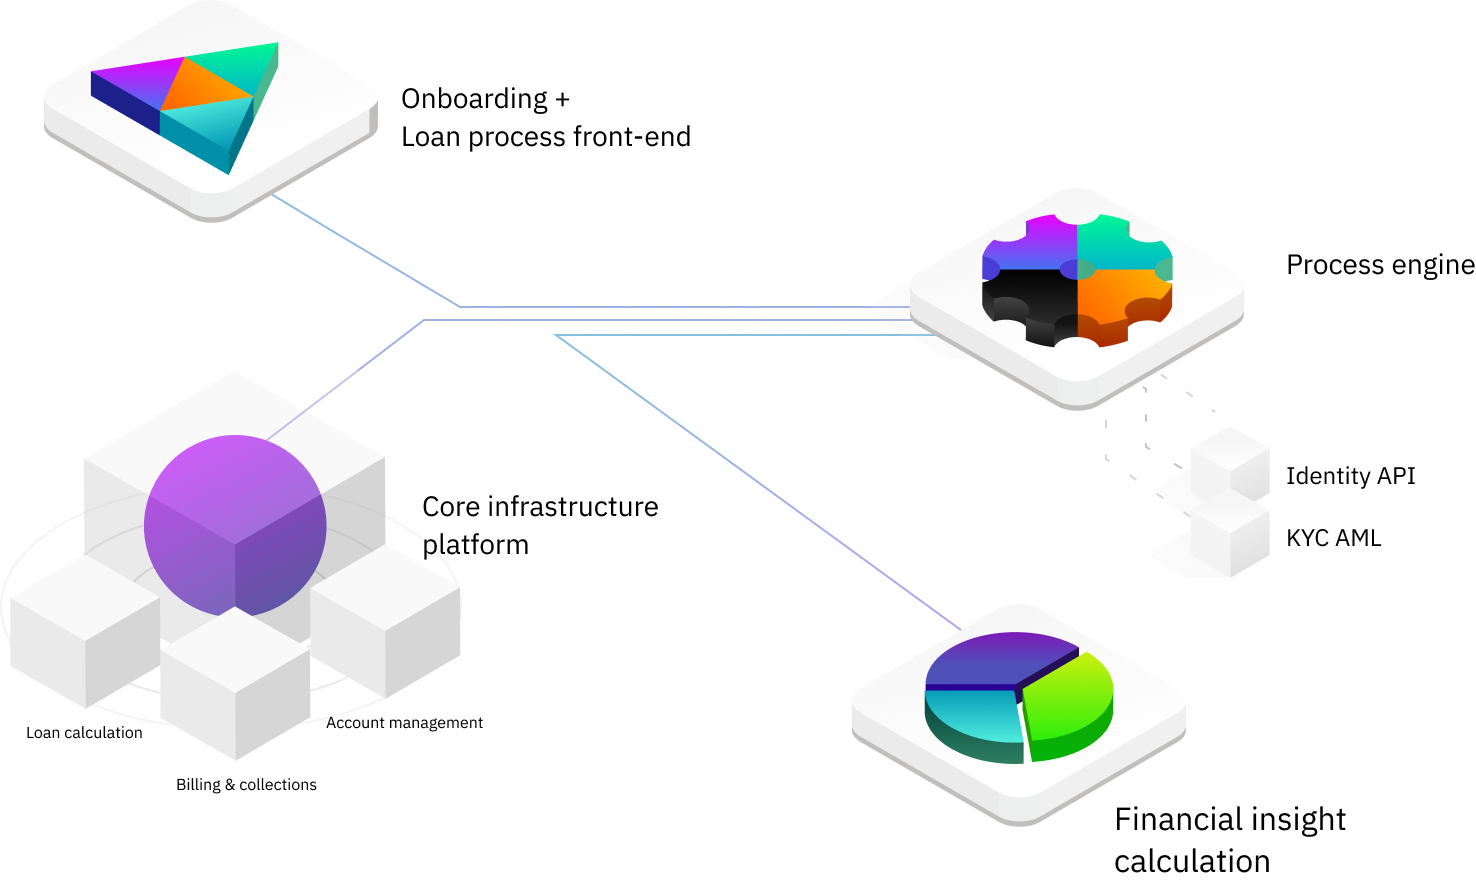 Onboarding +
Loan process front-end
Process engine
Identity API
KYC AML
Core infrastructure
platform
Loan calculation
Account management
Billing & collections
Financial insight
calculation